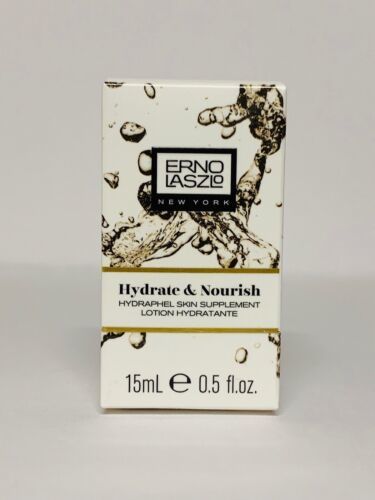 ERNO
LASZLO
NEW YORK
Hydrate & Nourish
HYDRAPHEL SKIN SUPPLEMENT
LOTION HYDRATANTE
15mL ℮ 0.5 fl.oz.